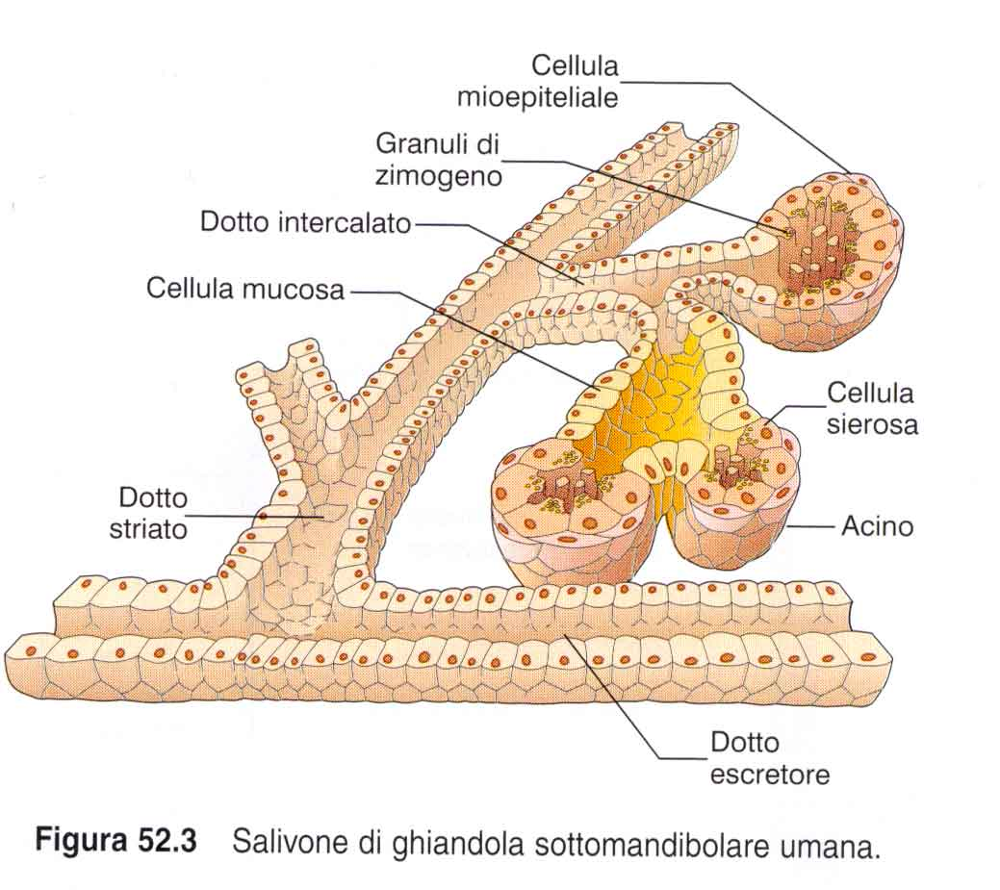 Cellula
mioepiteliale
Granuli di
zimogeno
Dotto intercalato
Cellula mucosa
Cellula
sierosa
Dotto
striato
Acino
Dotto
escretore
Figura 52.3 Salivone di ghiandola sottomandibolare umana.